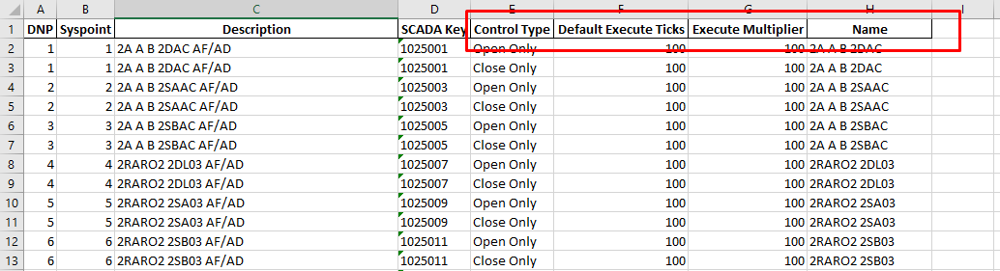 A B C D E F G H I
1 DNP Syspoint Description SCADA Key Control Type Default Execute Ticks Execute Multiplier Name
2 1 1 2A A B 2DAC AF/AD 1025001 Open Only 100 100 2A A B 2DAC
3 1 1 2A A B 2DAC AF/AD 1025001 Close Only 100 100 2A A B 2DAC
4 2 2 2A A B 2SAAC AF/AD 1025003 Open Only 100 100 2A A B 2SAAC
5 2 2 2A A B 2SAAC AF/AD 1025003 Close Only 100 100 2A A B 2SAAC
6 3 3 2A A B 2SBAC AF/AD 1025005 Open Only 100 100 2A A B 2SBAC
7 3 3 2A A B 2SBAC AF/AD 1025005 Close Only 100 100 2A A B 2SBAC
8 4 4 2RARO2 2DL03 AF/AD 1025007 Open Only 100 100 2RARO2 2DL03
9 4 4 2RARO2 2DL03 AF/AD 1025007 Close Only 100 100 2RARO2 2DL03
10 5 5 2RARO2 2SA03 AF/AD 1025009 Open Only 100 100 2RARO2 2SA03
11 5 5 2RARO2 2SA03 AF/AD 1025009 Close Only 100 100 2RARO2 2SA03
12 6 6 2RARO2 2SB03 AF/AD 1025011 Open Only 100 100 2RARO2 2SB03
13 6 6 2RARO2 2SB03 AF/AD 1025011 Close Only 100 100 2RARO2 2SB03